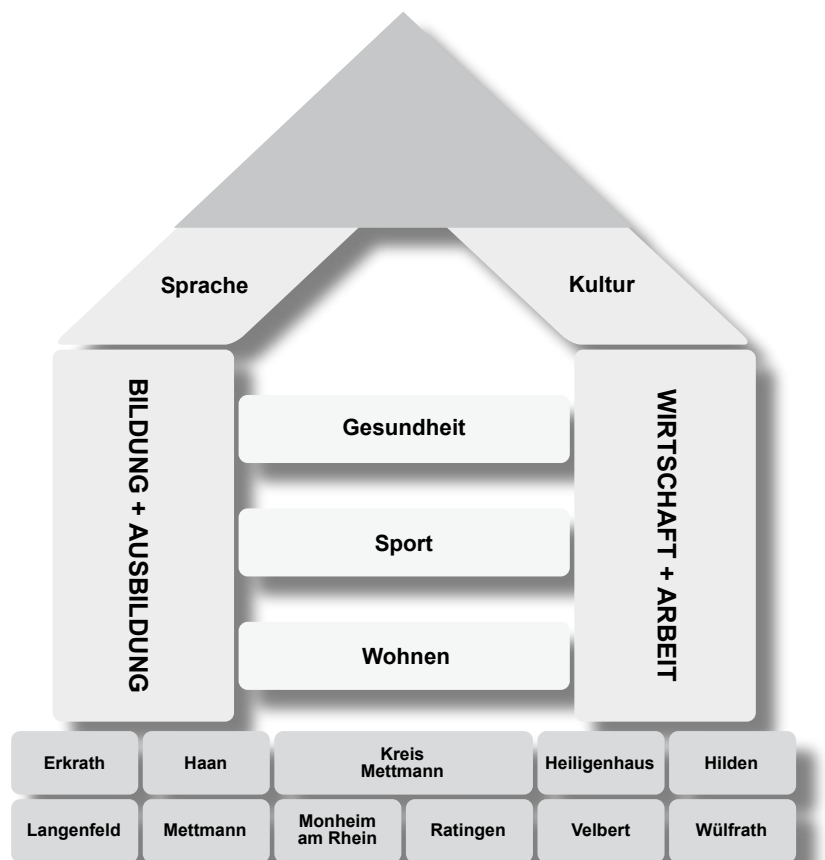 Sprache
Kultur
BILDUNG + AUSBILDUNG
WIRTSCHAFT + ARBEIT
Gesundheit
Sport
Wohnen
Erkrath
Haan
Kreis
Mettmann
Heiligenhaus
Hilden
Langenfeld
Mettmann
Monheim
am Rhein
Ratingen
Velbert
Wülfrath